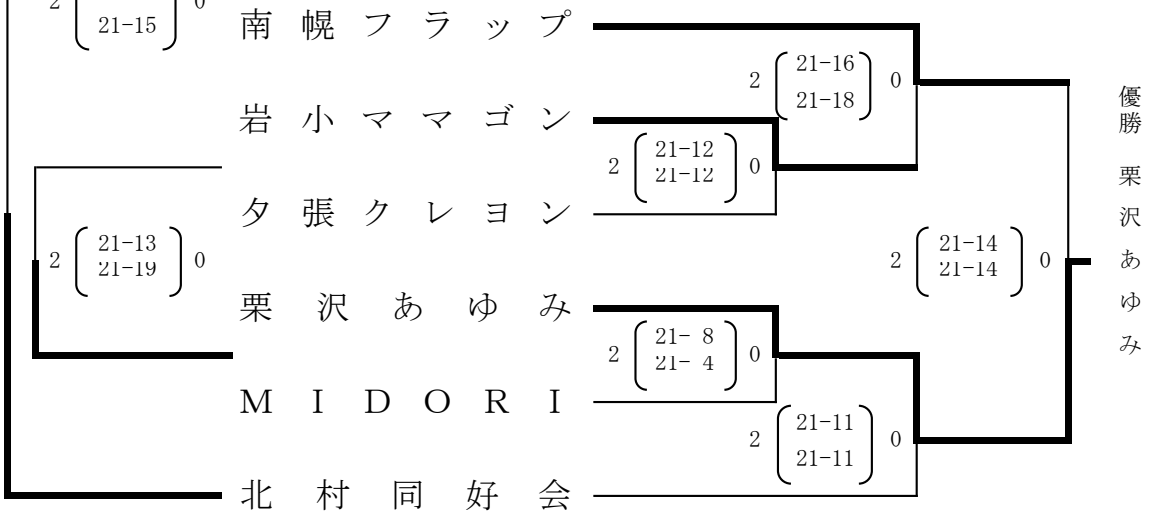 2 0
21-15
南幌フラップ
2 21-16 0
21-18
岩小ママゴン
2 21-12 0
21-12
夕張クレヨン
2 21-13 0
21-19
2 21-14 0
21-14
栗沢あゆみ
2 21- 8 0
21- 4
MIDORI
2 21-11 0
21-11
北村同好会
優勝 栗沢あゆみ